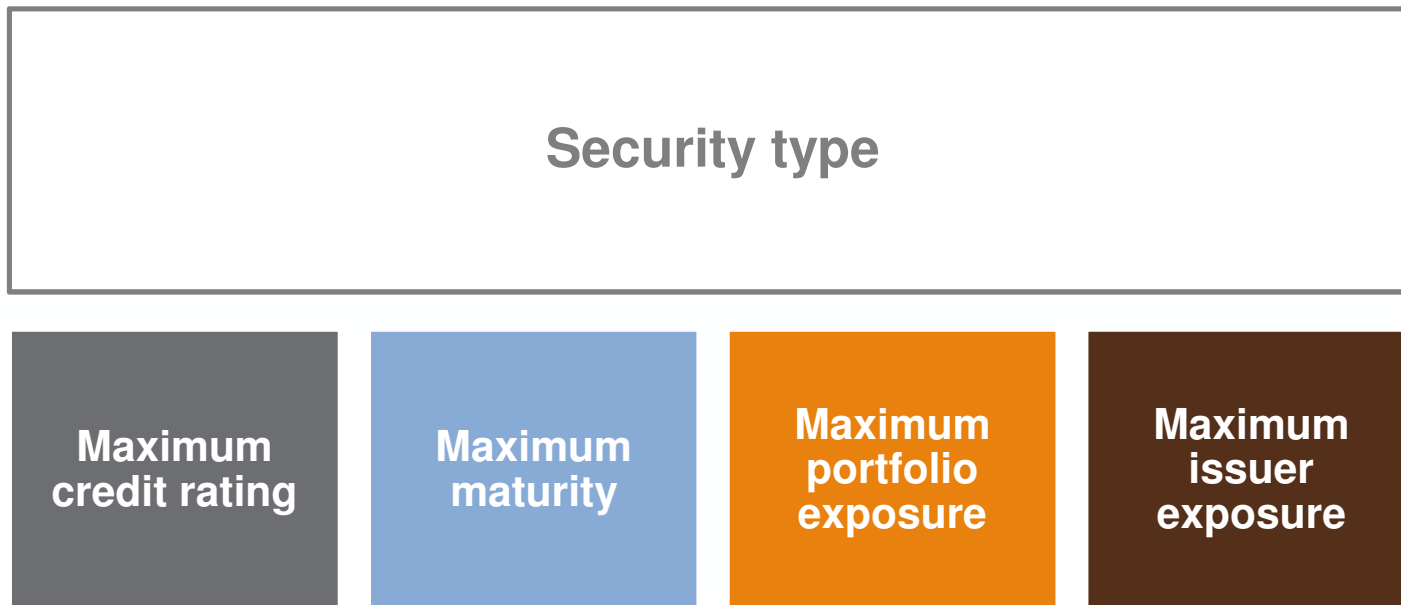 Security type
Maximum
credit rating
Maximum
maturity
Maximum
portfolio
exposure
Maximum
issuer
exposure